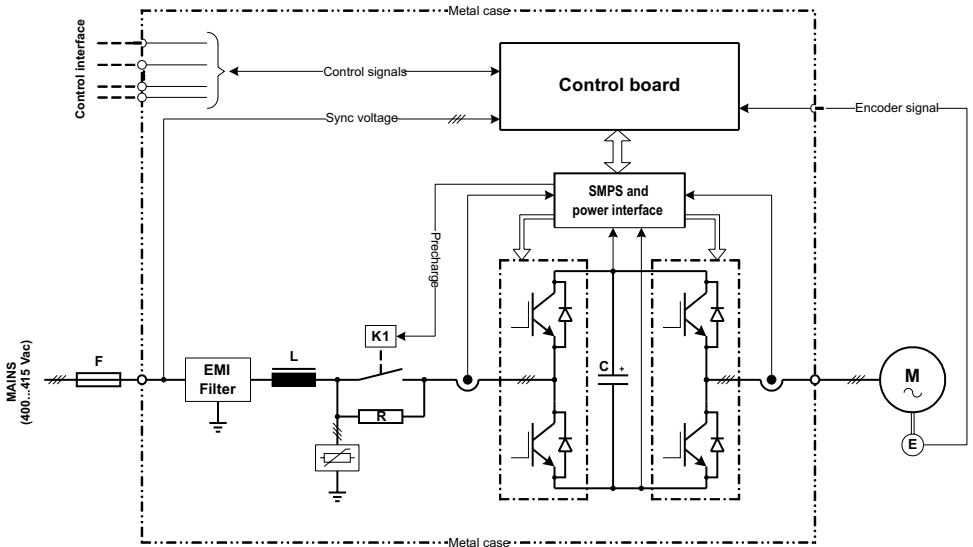 Metal case
Control interface
Control signals
Control board
Sync voltage
Encoder signal
SMPS and
power interface
Precharge
K1
MAINS
(400...415 Vac)
F
EMI
Filter
L
R
C
+
M
E
Metal case